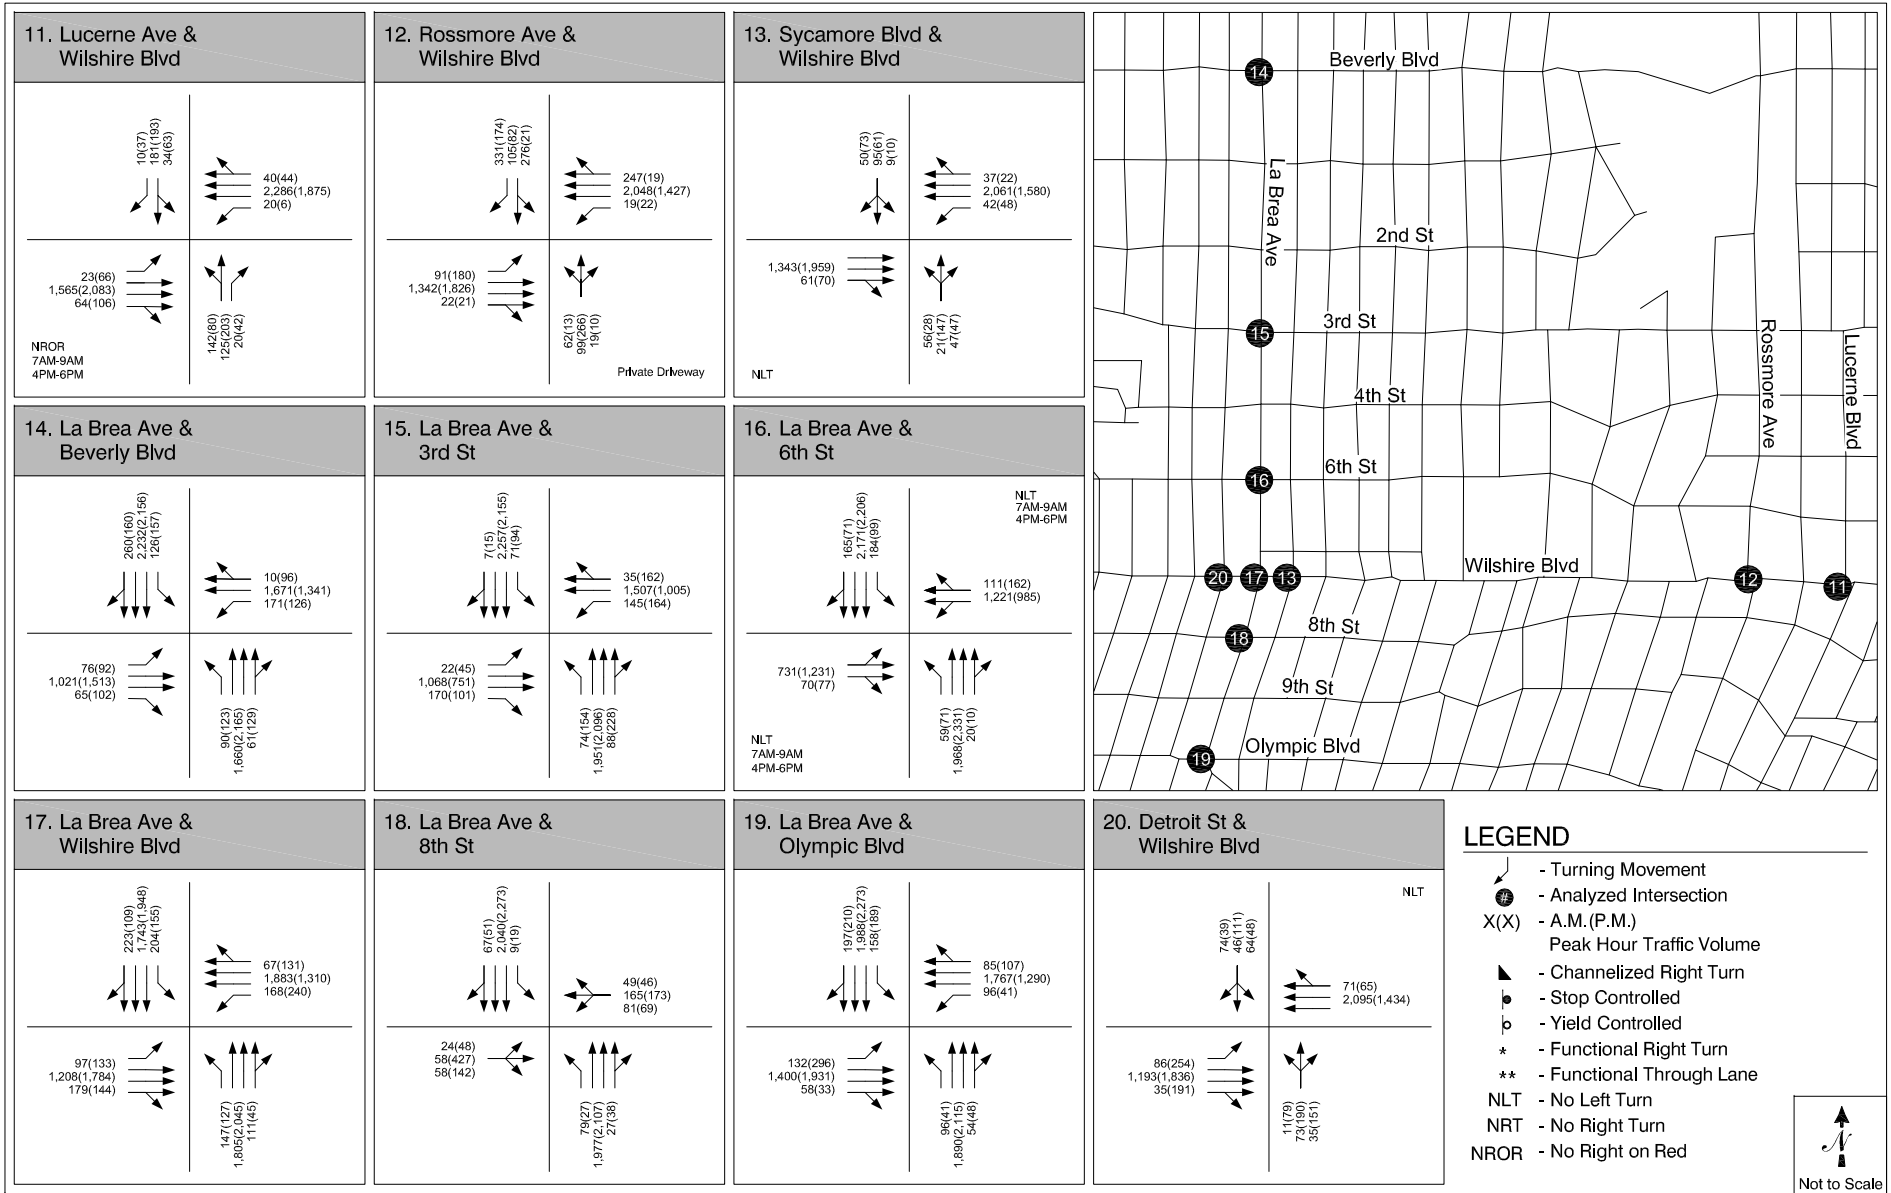 11. Lucerne Ave &
Wilshire Blvd
10(37)
181(193)
34(63)
40(44)
2,286(1,875)
20(6)
23(66)
1,565(2,083)
64(106)
142(80)
125(203)
20(42)
NROR
7AM-9AM
4PM-6PM
12. Rossmore Ave &
Wilshire Blvd
331(174)
105(82)
276(21)
247(19)
2,048(1,427)
19(22)
91(180)
1,342(1,826)
22(21)
62(13)
99(266)
19(10)
Private Driveway
13. Sycamore Blvd &
Wilshire Blvd
50(73)
95(61)
9(10)
37(22)
2,061(1,580)
42(48)
1,343(1,959)
61(70)
56(28)
21(147)
47(47)
NLT
14. La Brea Ave &
Beverly Blvd
260(160)
2,232(2,156)
126(157)
10(96)
1,671(1,341)
171(126)
76(92)
1,021(1,513)
65(102)
90(123)
1,660(2,165)
61(129)
15. La Brea Ave &
3rd St
7(15)
2,257(2,155)
71(94)
35(162)
1,507(1,005)
145(164)
22(45)
1,068(751)
170(101)
74(154)
1,951(2,096)
88(228)
16. La Brea Ave &
6th St
NLT
7AM-9AM
4PM-6PM
165(71)
2,171(2,206)
184(99)
111(162)
1,221(985)
731(1,231)
70(77)
59(71)
1,968(2,331)
20(10)
NLT
7AM-9AM
4PM-6PM
17. La Brea Ave &
Wilshire Blvd
223(109)
1,743(1,948)
204(155)
67(131)
1,883(1,310)
168(240)
97(133)
1,208(1,784)
179(144)
147(127)
1,805(2,045)
111(45)
18. La Brea Ave &
8th St
67(51)
2,040(2,273)
9(19)
49(46)
165(173)
81(69)
24(48)
58(427)
58(142)
79(27)
1,977(2,107)
27(38)
19. La Brea Ave &
Olympic Blvd
197(210)
1,988(2,273)
158(189)
85(107)
1,767(1,290)
96(41)
132(296)
1,400(1,931)
58(33)
96(41)
1,890(2,115)
54(48)
20. Detroit St &
Wilshire Blvd
NLT
74(39)
46(111)
64(48)
71(65)
2,095(1,434)
86(254)
1,193(1,836)
35(191)
11(79)
73(190)
35(151)
14
Beverly Blvd
La Brea Ave
2nd St
15
3rd St
Rossmore Ave
Lucerne Blvd
4th St
16
6th St
20
17
13
Wilshire Blvd
12
11
18
8th St
9th St
19
Olympic Blvd
LEGEND
- Turning Movement
# - Analyzed Intersection
X(X) - A.M.(P.M.)
Peak Hour Traffic Volume
- Channelized Right Turn
- Stop Controlled
- Yield Controlled
* - Functional Right Turn
** - Functional Through Lane
NLT - No Left Turn
NRT - No Right Turn
NROR - No Right on Red
N
Not to Scale